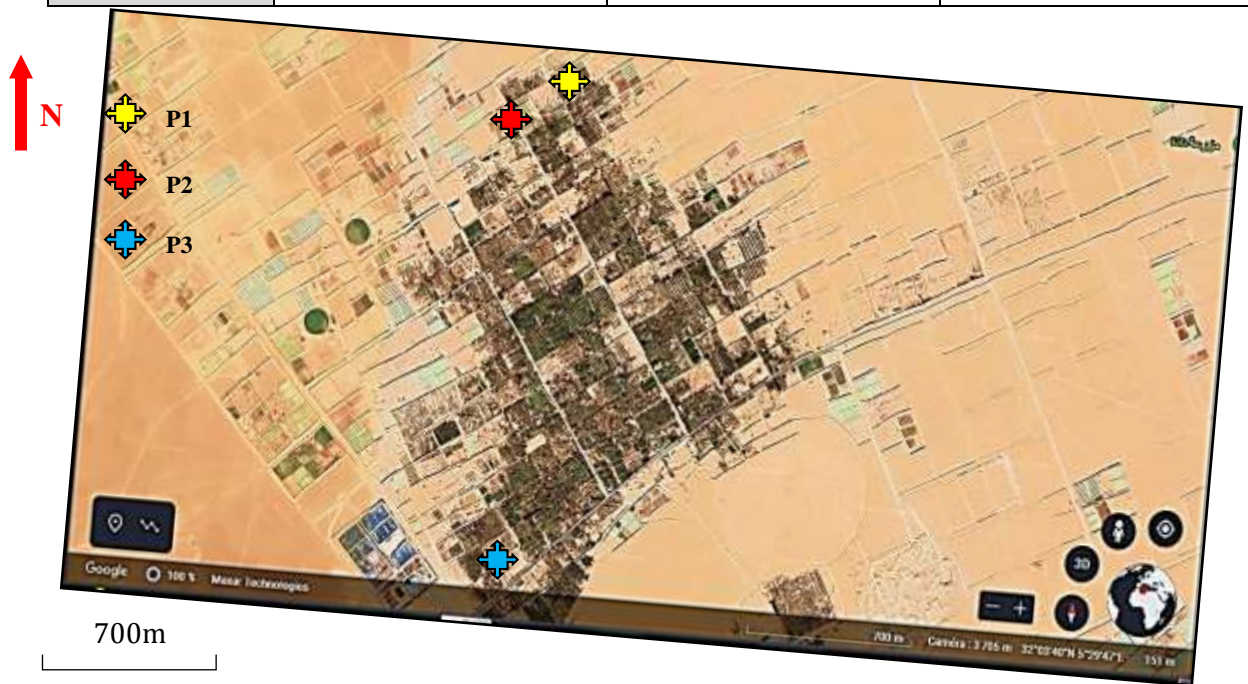 N
P1
P2
P3
Google 100 % Maxar Technologies
3D
700 m Caméra : 3 705 m 32°03'40"N 5°29'47"E 151 m
700m